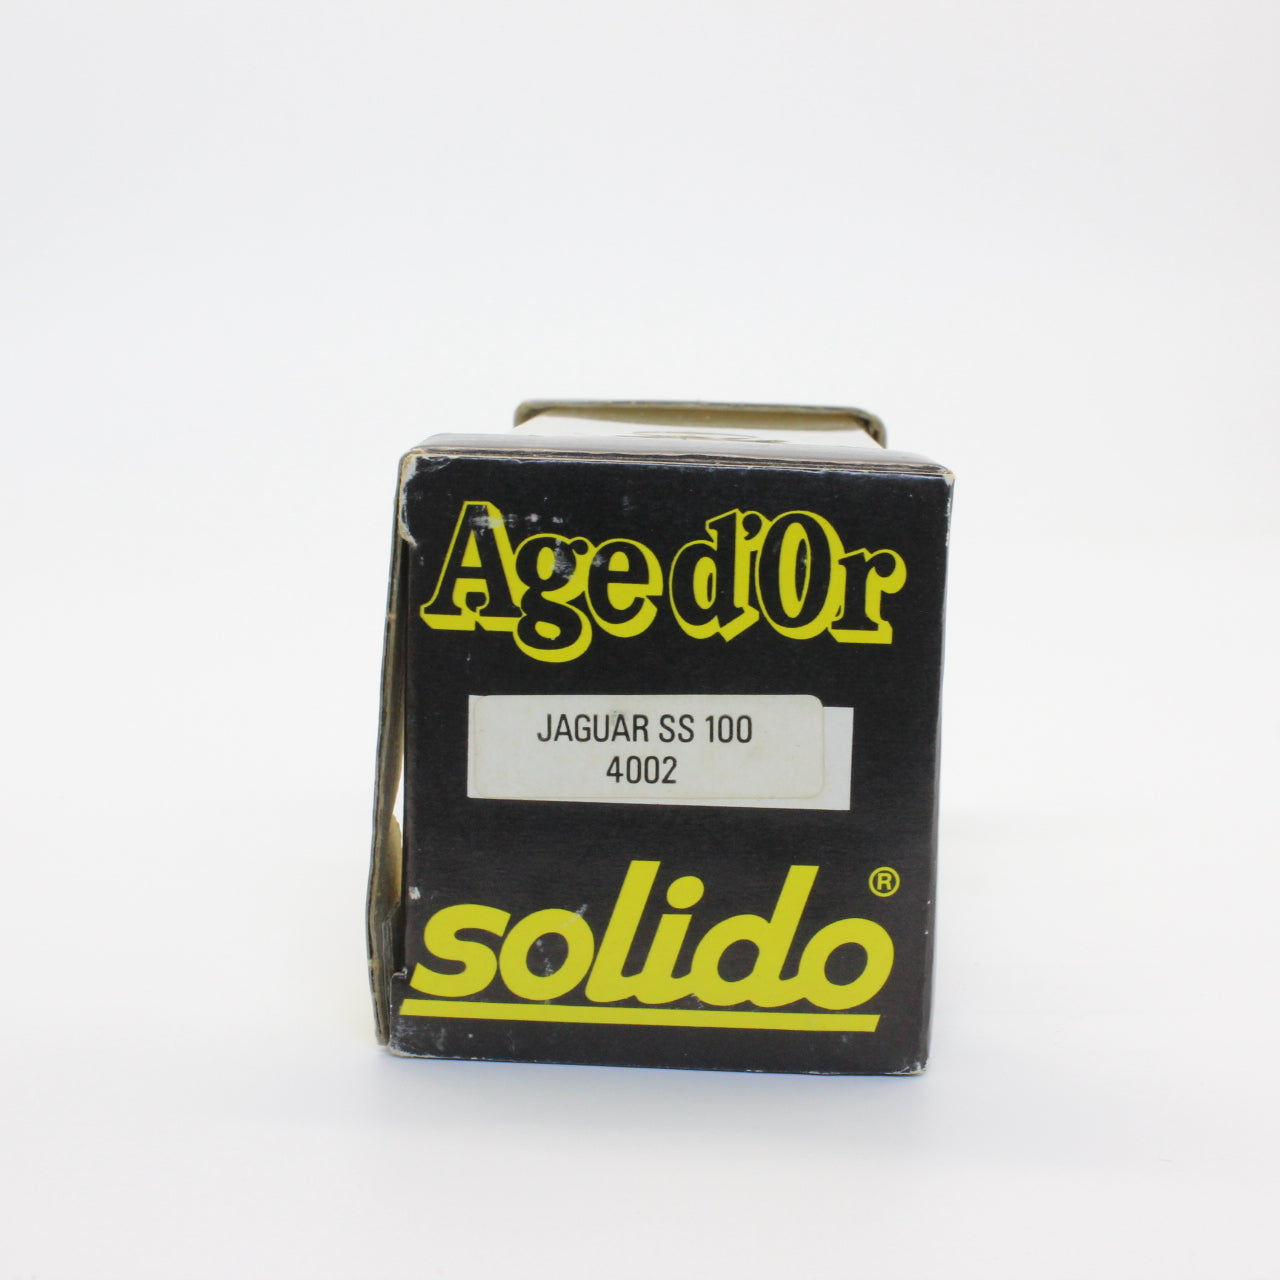 Age d'Or
JAGUAR SS 100
4002
solido ®